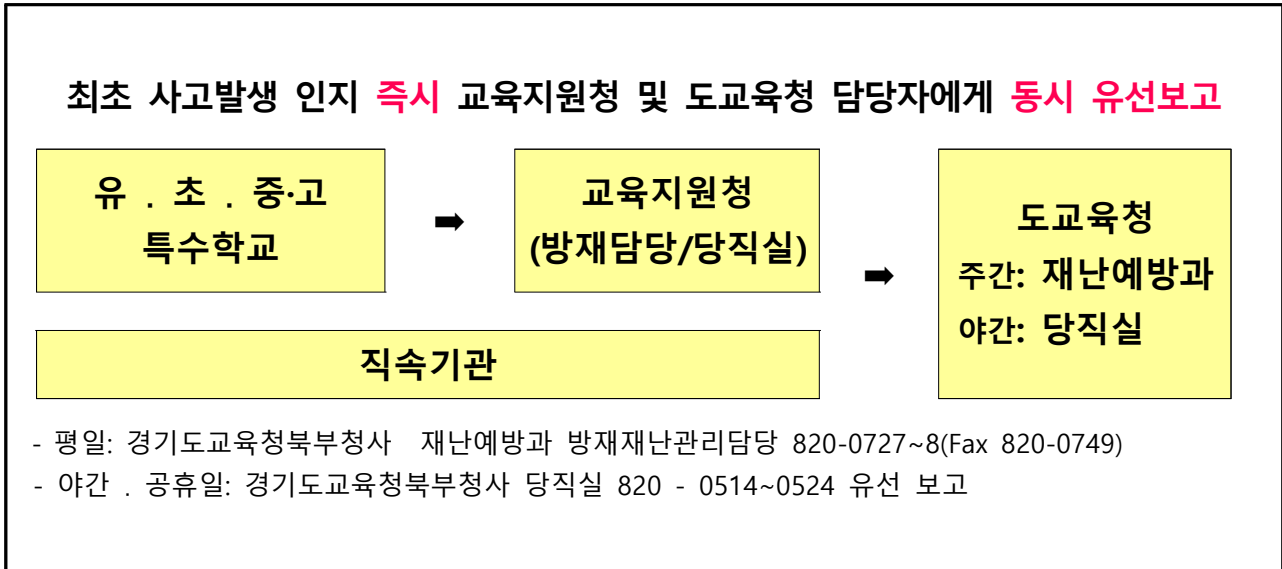 최초 사고발생 인지 즉시 교육지원청 및 도교육청 담당자에게 동시 유선보고
유 . 초 . 중·고
특수학교
➡
교육지원청
(방재담당/당직실)
➡
도교육청
주간: 재난예방과
야간: 당직실
직속기관
- 평일: 경기도교육청북부청사 재난예방과 방재재난관리담당 820-0727~8(Fax 820-0749)
- 야간 . 공휴일: 경기도교육청북부청사 당직실 820 - 0514~0524 유선 보고